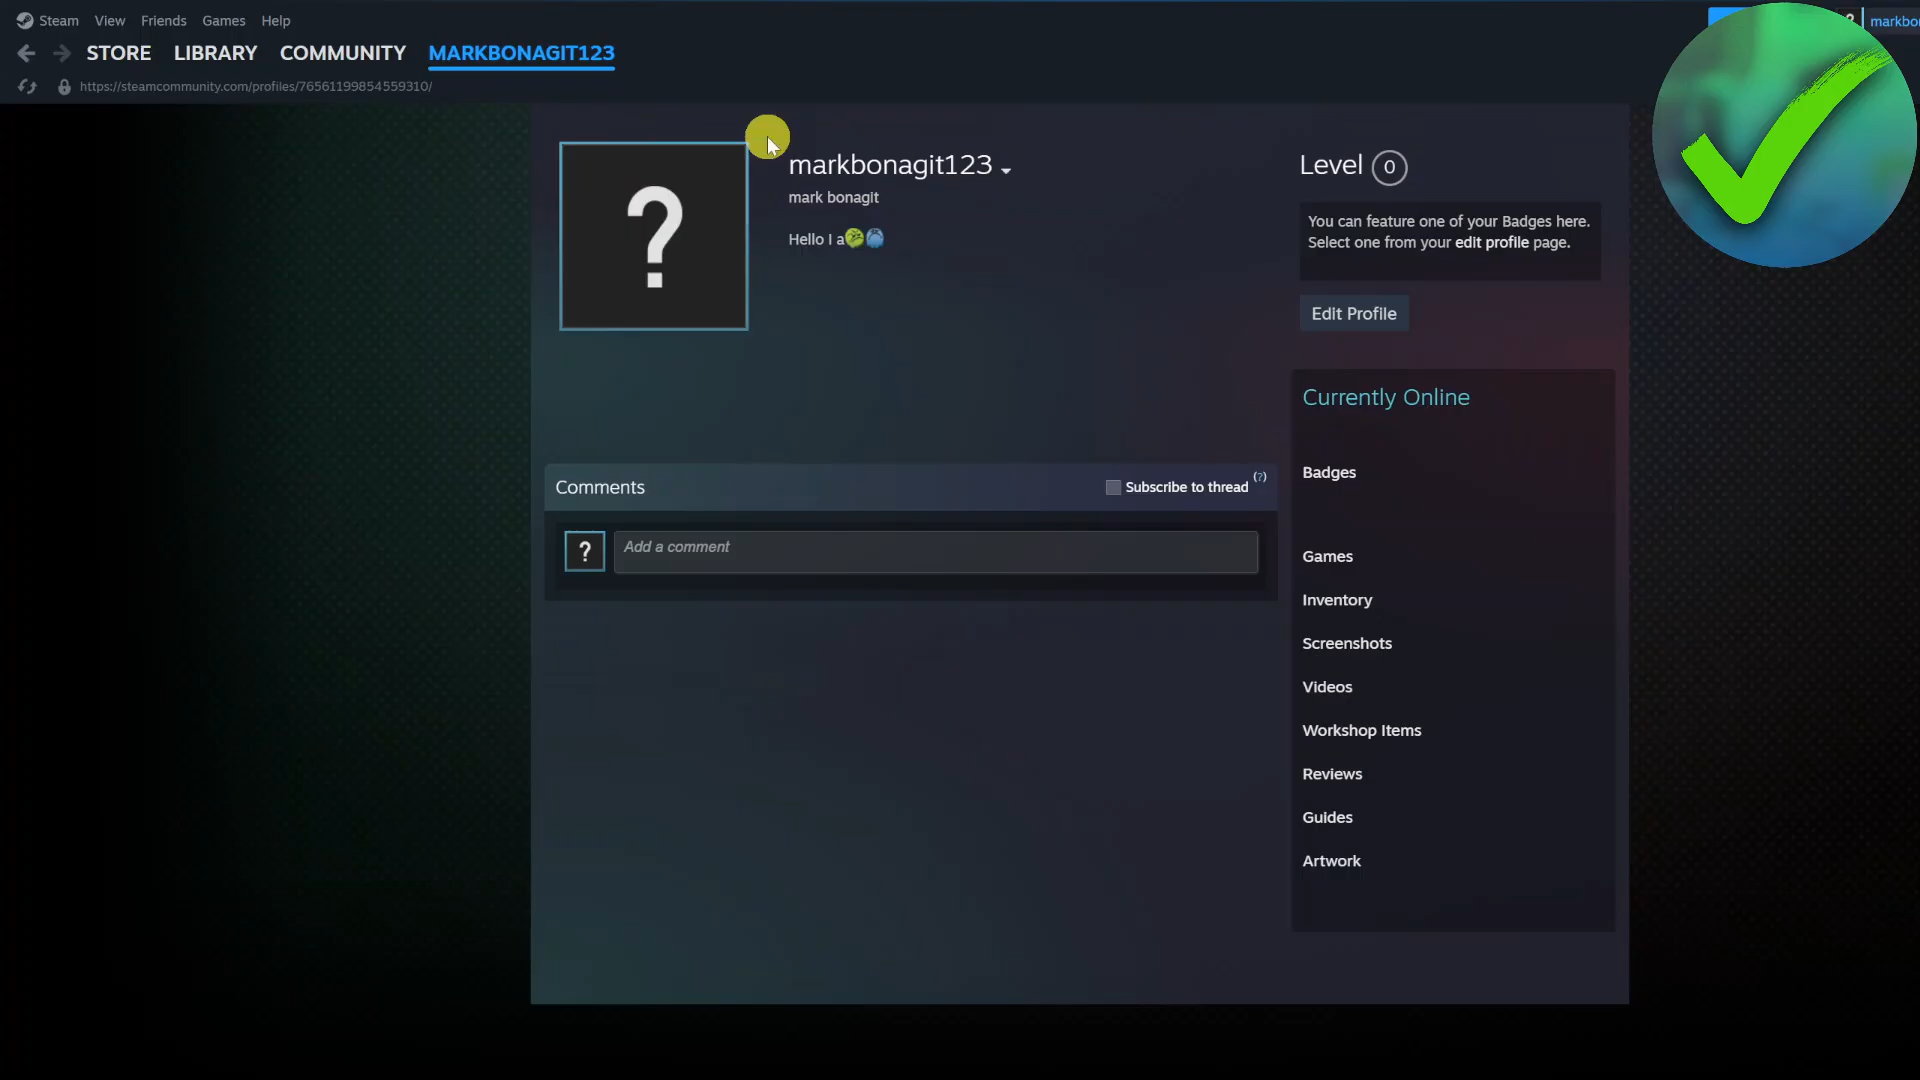 Steam View Friends Games Help
markbo
STORE LIBRARY COMMUNITY MARKBONAGIT123
https://steamcommunity.com/profiles/76561199854559310/
markbonagit123
mark bonagit
Hello I a
Level 0
You can feature one of your Badges here.
Select one from your edit profile page.
Edit Profile
Currently Online
Badges
Games
Inventory
Screenshots
Videos
Workshop Items
Reviews
Guides
Artwork
Comments
Subscribe to thread (?)
?
Add a comment